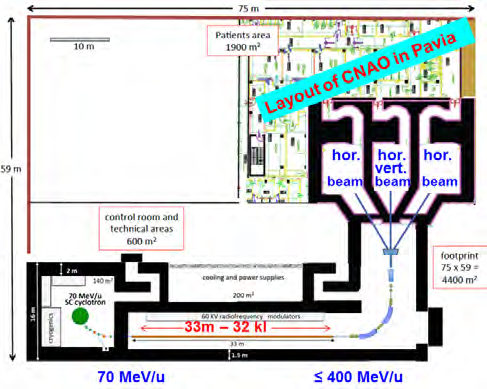 75 m
10 m
Patients area
1900 m²
Layout of CNAO in Pavia
59 m
hor.
beam
hor.
vert.
beam
hor.
beam
control room and
technical areas
600 m²
footprint
75 x 59 =
4400 m²
2 m
140 m²
cooling and power supplies
200 m²
16 m
700 MeV/u
SC cyclotron
cryogenics
60 KV radiofrequency modulators
33m – 32 kl
33 m
1.5 m
70 MeV/u
≤ 400 MeV/u